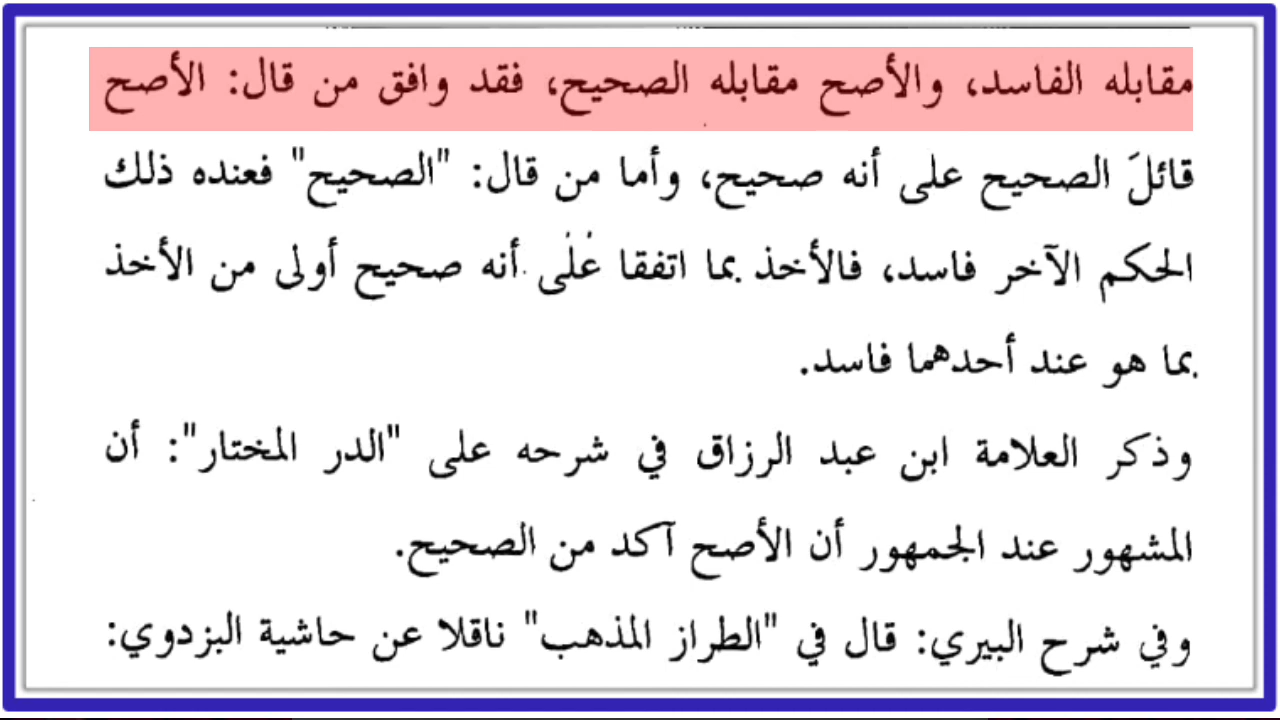 مقابله الفاسد، والأصح مقابله الصحيح، فقد وافق من قال: الأصح
قائلَ الصحيح على أنه صحيح، وأما من قال: "الصحيح" فعنده ذلك
الحكم الآخر فاسد، فالأخذ بما اتفقا على أنه صحيح أولى من الأخذ
بما هو عند أحدهما فاسد.
وذكر العلامة ابن عبد الرزاق في شرحه على "الدر المختار": أن
المشهور عند الجمهور أن الأصح آكد من الصحيح.
وفي شرح البيري: قال في "الطراز المذهب" ناقلا عن حاشية البزدوي: